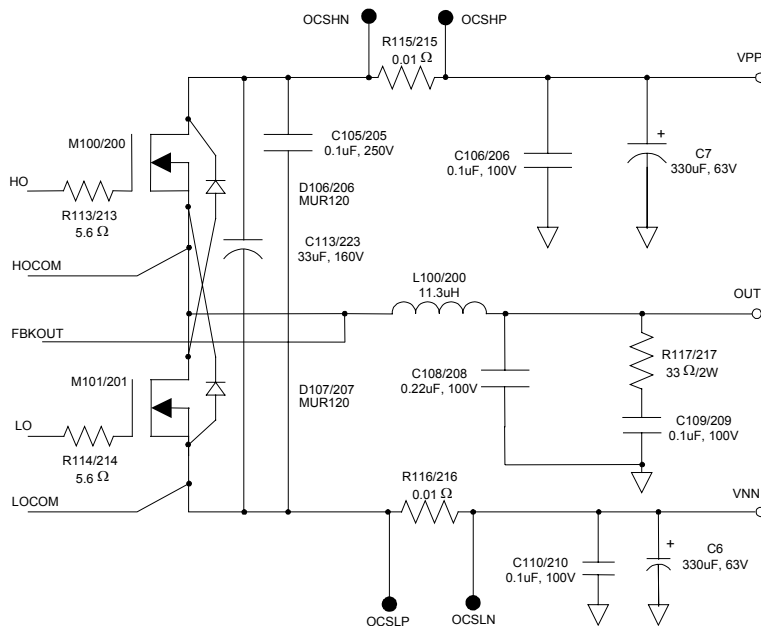 OCSHN
OCSHP
R115/215
0.01 Ω
VPP
M100/200
C105/205
0.1uF, 250V
C106/206
0.1uF, 100V
+
C7
330uF, 63V
HO
R113/213
5.6 Ω
D106/206
MUR120
C113/223
33uF, 160V
HOCOM
L100/200
11.3uH
OUT
FBKOUT
R117/217
33 Ω/2W
M101/201
C108/208
0.22uF, 100V
D107/207
MUR120
C109/209
0.1uF, 100V
LO
R114/214
5.6 Ω
R116/216
0.01 Ω
LOCOM
VNN
C110/210
0.1uF, 100V
+
C6
330uF, 63V
OCSLP
OCSLN